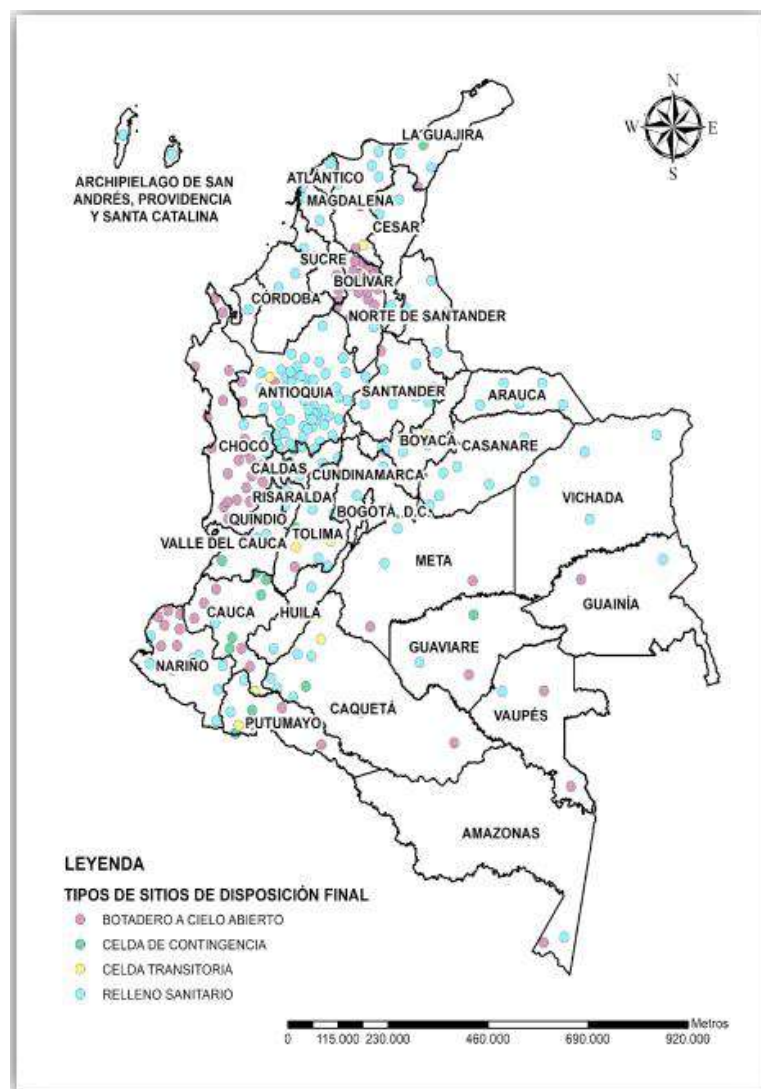 N
W
E
S
LA GUAJIRA
ARCHIPIELAGO DE SAN
ANDRÉS, PROVIDENCIA
Y SANTA CATALINA
ATLÁNTICO
MAGDALENA
CESAR
SUCRE
BOLÍVAR
CÓRDOBA
NORTE DE SANTANDER
ANTIOQUIA
SANTANDER
ARAUCA
CHOCÓ
BOYACÁ
CASANARE
CALDAS
CUNDINAMARCA
RISARALDA
VICHADA
QUINDIO
BOGOTÁ, D.C.
VALLE DEL CAUCA
TOLIMA
META
GUAINÍA
CAUCA
HUILA
GUAVIARE
NARIÑO
CAQUETÁ
VAUPÉS
PUTUMAYO
AMAZONAS
LEYENDA
TIPOS DE SITIOS DE DISPOSICIÓN FINAL
BOTADERO A CIELO ABIERTO
CELDA DE CONTINGENCIA
CELDA TRANSITORIA
RELLENO SANITARIO
Metros
0 115.000 230.000 460.000 690.000 920.000